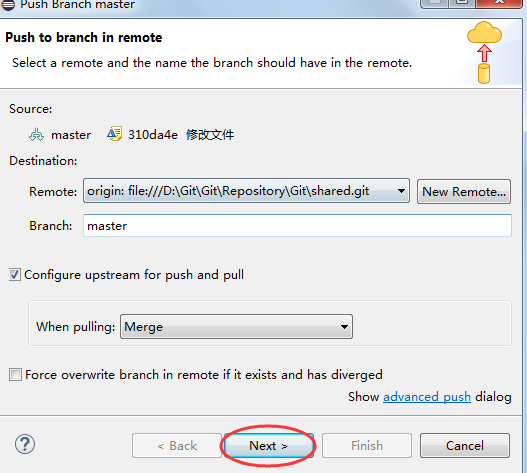 Push Branch master
Push to branch in remote
Select a remote and the name the branch should have in the remote.
Source:
master 310da4e 修改文件
Destination:
Remote: origin: file:///D:\Git\Git\Repository\Git\shared.git New Remote...
Branch: master
Configure upstream for push and pull
When pulling: Merge
Force overwrite branch in remote if it exists and has diverged
Show advanced push dialog
? < Back Next > Finish Cancel